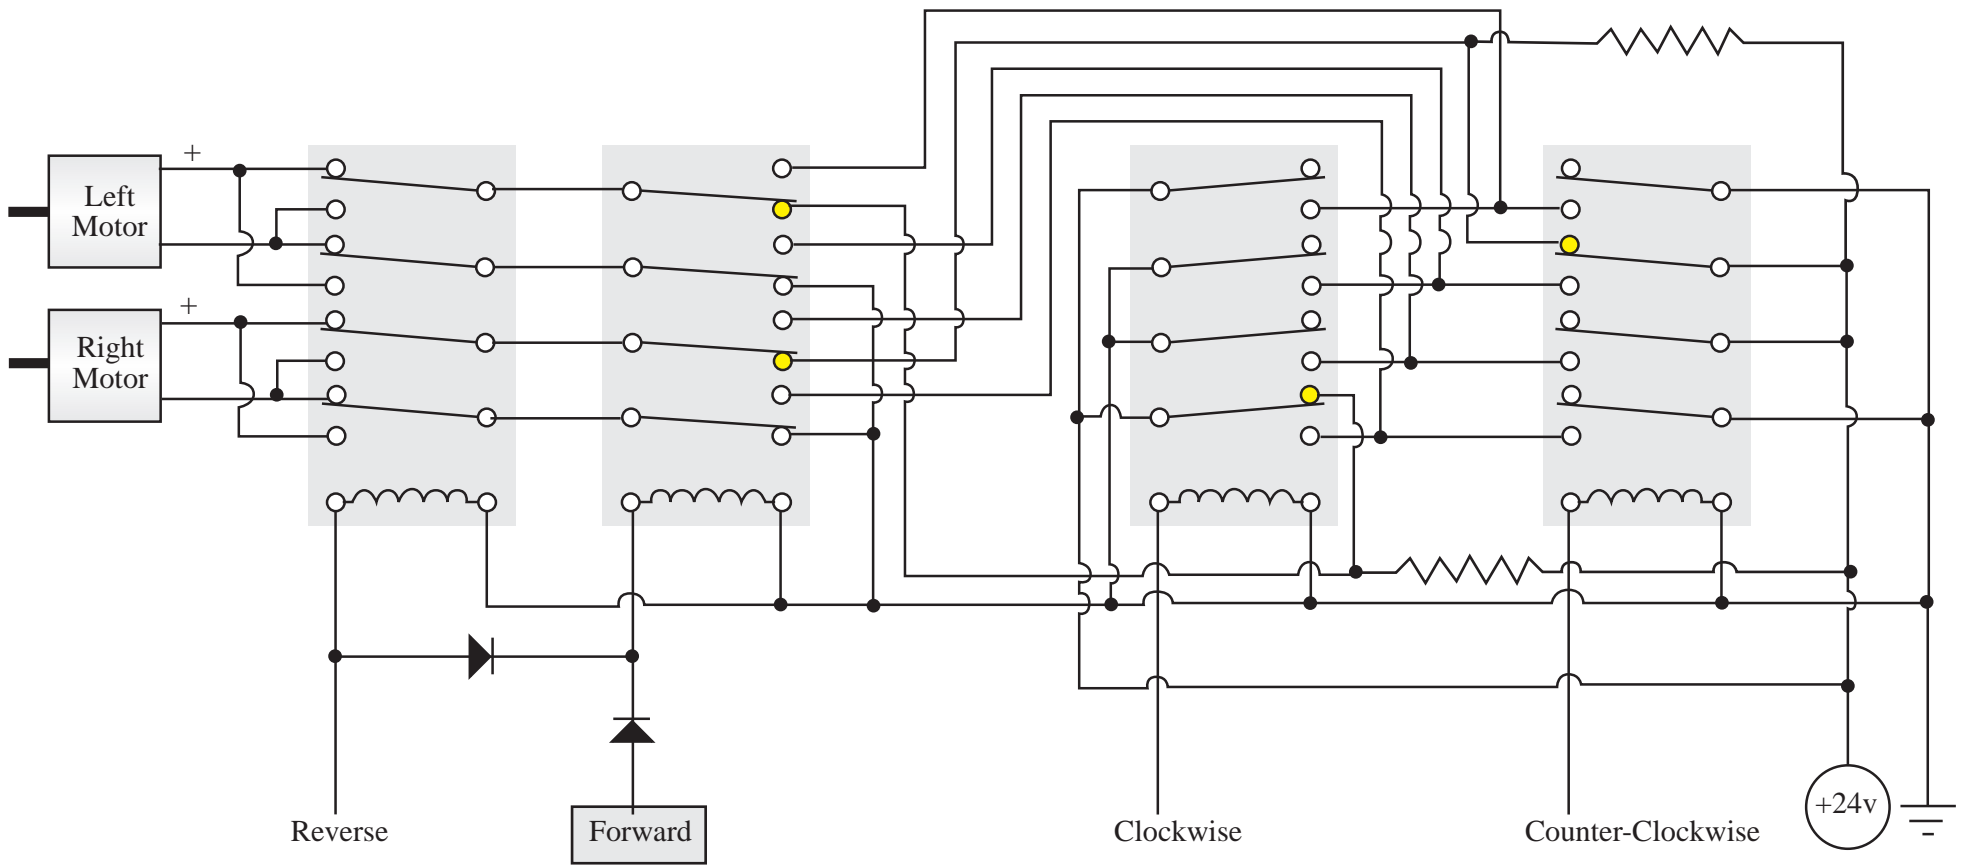 +
Left
Motor
+
Right
Motor
Reverse
Forward
Clockwise
Counter-Clockwise
+24v